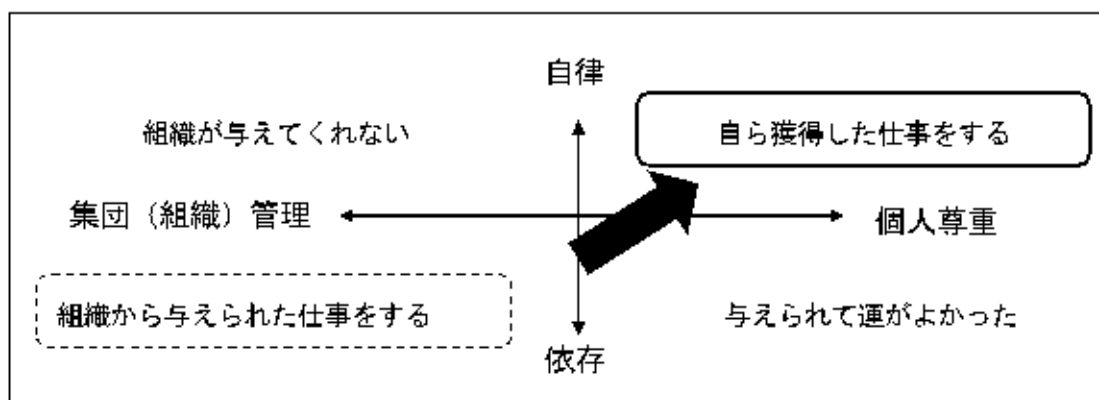 自律
組織が与えてくれない
自ら獲得した仕事をする
集団（組織）管理
個人尊重
組織から与えられた仕事をする
与えられて運がよかった
依存